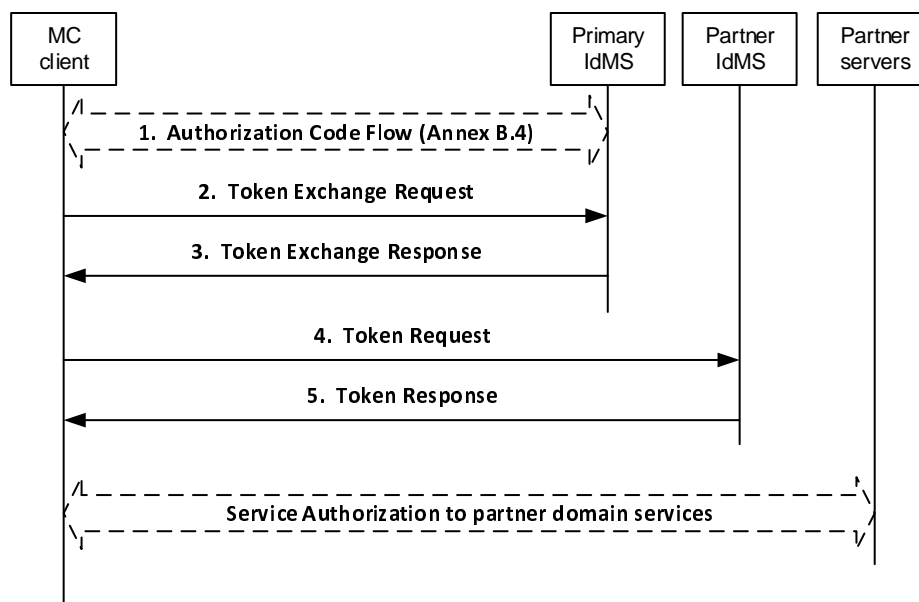 MC client
Primary IdMS
Partner IdMS
Partner servers
1. Authorization Code Flow (Annex B.4)
2. Token Exchange Request
3. Token Exchange Response
4. Token Request
5. Token Response
Service Authorization to partner domain services